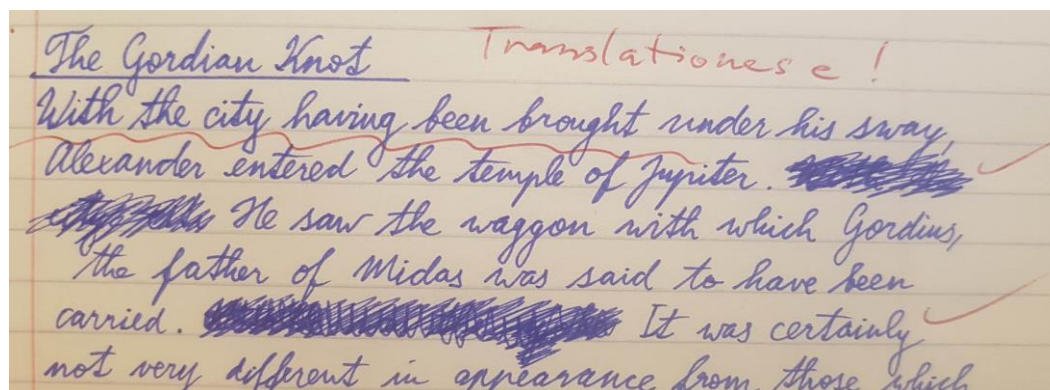 The Gordian Knot
Translationese!
With the city having been brought under his sway,
Alexander entered the temple of Jupiter.
He saw the waggon with which Gordius,
the father of Midas was said to have been
carried. It was certainly
not very different in appearance from those which